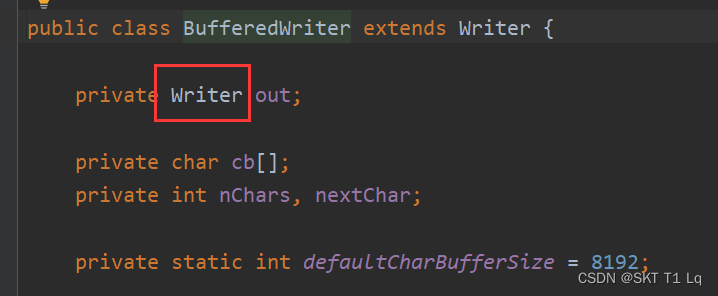 public class BufferedWriter extends Writer {
private Writer out;
private char cb[];
private int nChars, nextChar;
private static int defaultCharBufferSize = 8192;
CSDN @SKT T1 Lq